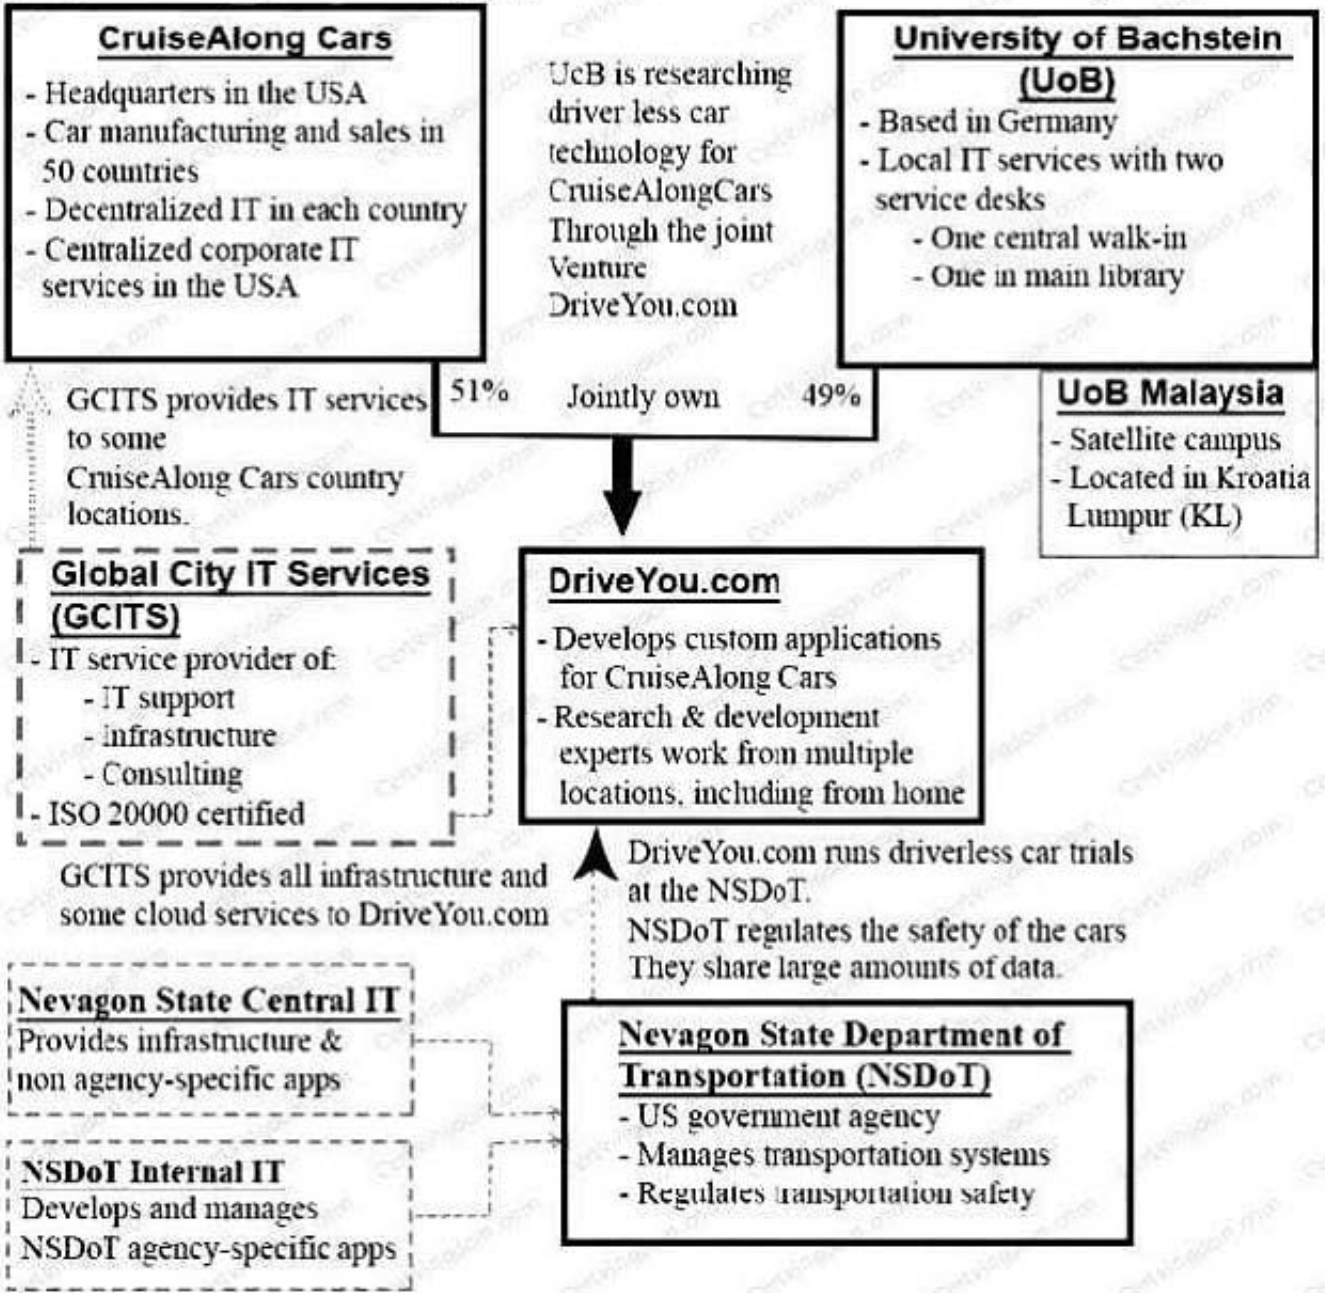 CruiseAlong Cars
- Headquarters in the USA
- Car manufacturing and sales in
50 countries
- Decentralized IT in each country
- Centralized corporate IT
services in the USA
UcB is researching
driver less car
technology for
CruiseAlongCars
Through the joint
Venture
DriveYou.com
University of Bachstein
(UoB)
- Based in Germany
- Local IT services with two
service desks
- One central walk-in
- One in main library
51% Jointly own 49%
UoB Malaysia
- Satellite campus
- Located in Kroatia
Lumpur (KL)
GCITS provides IT services
to some
CruiseAlong Cars country
locations.
Global City IT Services
(GCITS)
- IT service provider of:
- IT support
- Infrastructure
- Consulting
- ISO 20000 certified
DriveYou.com
- Develops custom applications
for CruiseAlong Cars
- Research & development
experts work from multiple
locations, including from home
GCITS provides all infrastructure and
some cloud services to DriveYou.com
DriveYou.com runs driverless car trials
at the NSDoT.
NSDoT regulates the safety of the cars
They share large amounts of data.
Nevagon State Central IT
Provides infrastructure &
non agency-specific apps
NSDoT Internal IT
Develops and manages
NSDoT agency-specific apps
Nevagon State Department of
Transportation (NSDoT)
- US government agency
- Manages transportation systems
- Regulates transportation safety